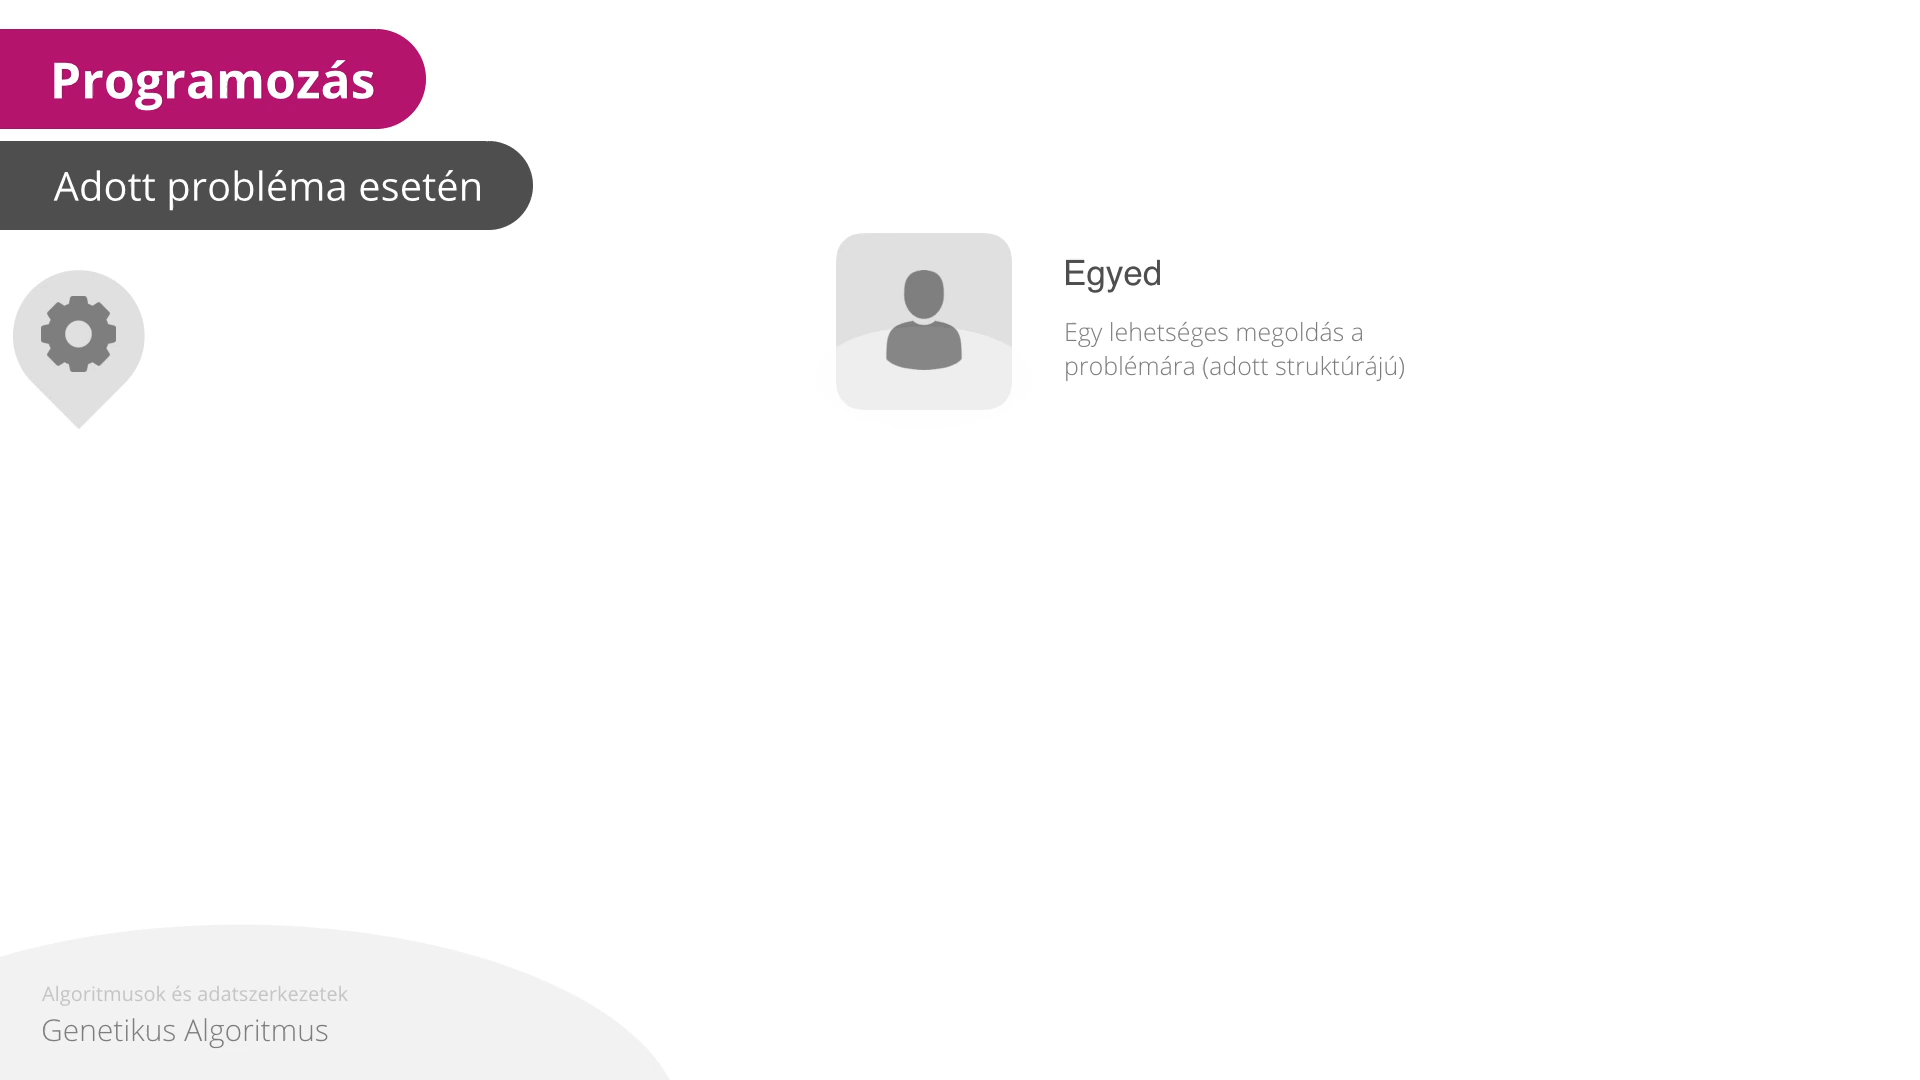 Programozás
Adott probléma esetén
Egyed
Egy lehetséges megoldás a
problémára (adott struktúrájú)
Algoritmusok és adatszerkezetek
Genetikus Algoritmus